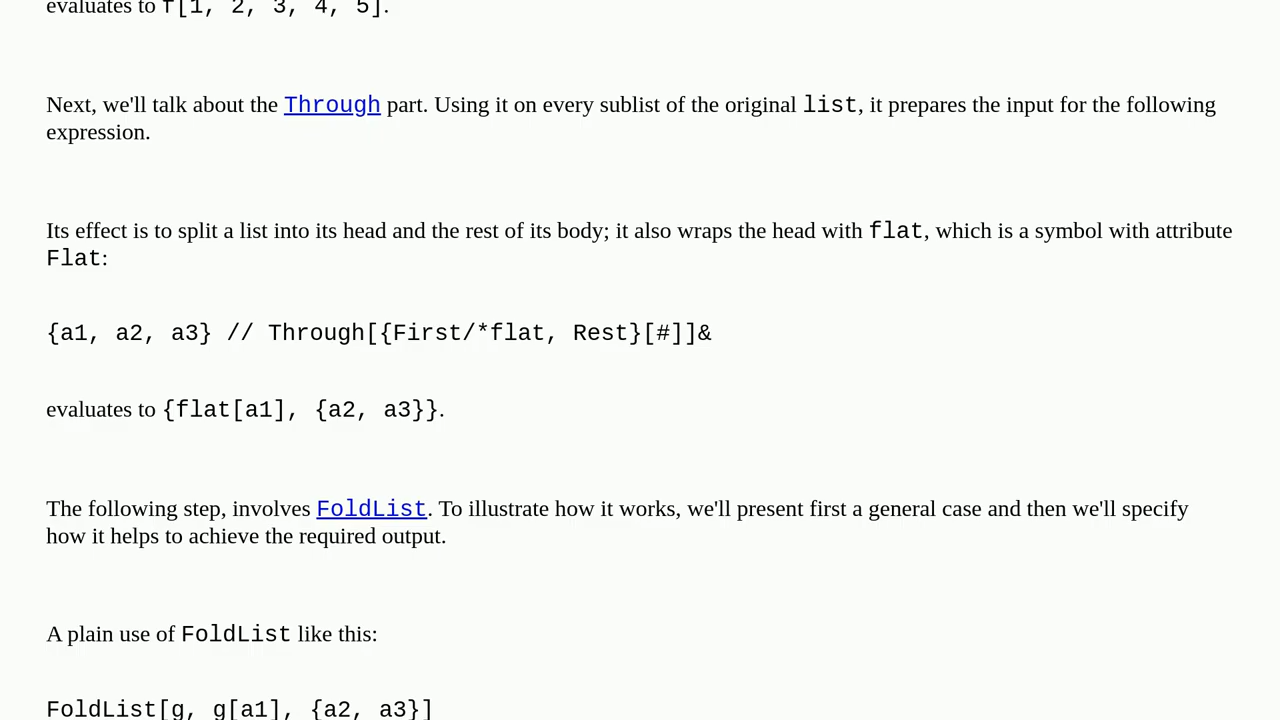 evaluates to f[1, 2, 3, 4, 5].
Next, we'll talk about the Through part. Using it on every sublist of the original list, it prepares the input for the following
expression.
Its effect is to split a list into its head and the rest of its body; it also wraps the head with flat, which is a symbol with attribute
Flat:
{a1, a2, a3} // Through[{First/*flat, Rest}[#]]&
evaluates to {flat[a1], {a2, a3}}.
The following step, involves FoldList. To illustrate how it works, we'll present first a general case and then we'll specify
how it helps to achieve the required output.
A plain use of FoldList like this:
FoldList[g, g[a1], {a2, a3}]